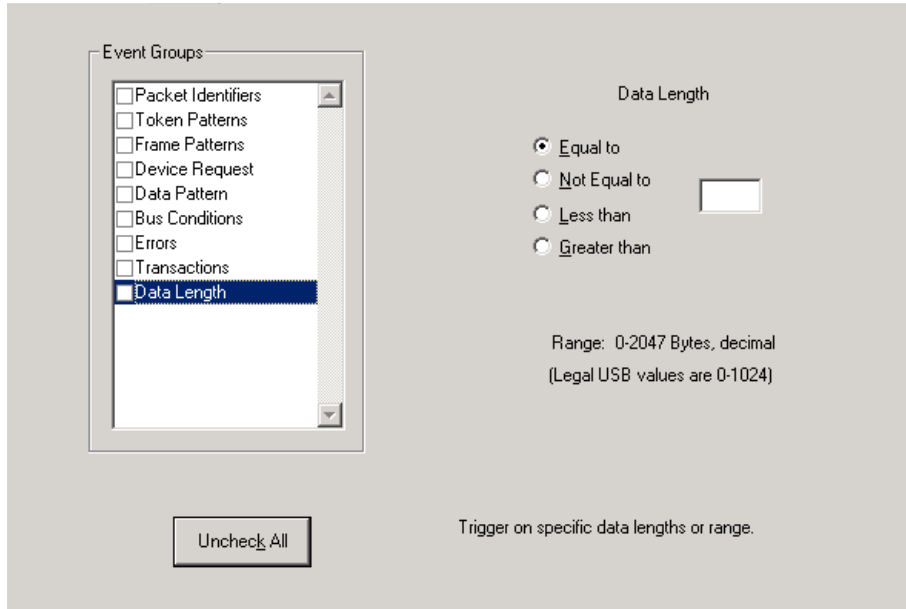 Event Groups
Packet Identifiers
Token Patterns
Frame Patterns
Device Request
Data Pattern
Bus Conditions
Errors
Transactions
Data Length
Uncheck All
Data Length
Equal to
Not Equal to
Less than
Greater than
Range: 0-2047 Bytes, decimal
(Legal USB values are 0-1024)
Trigger on specific data lengths or range.